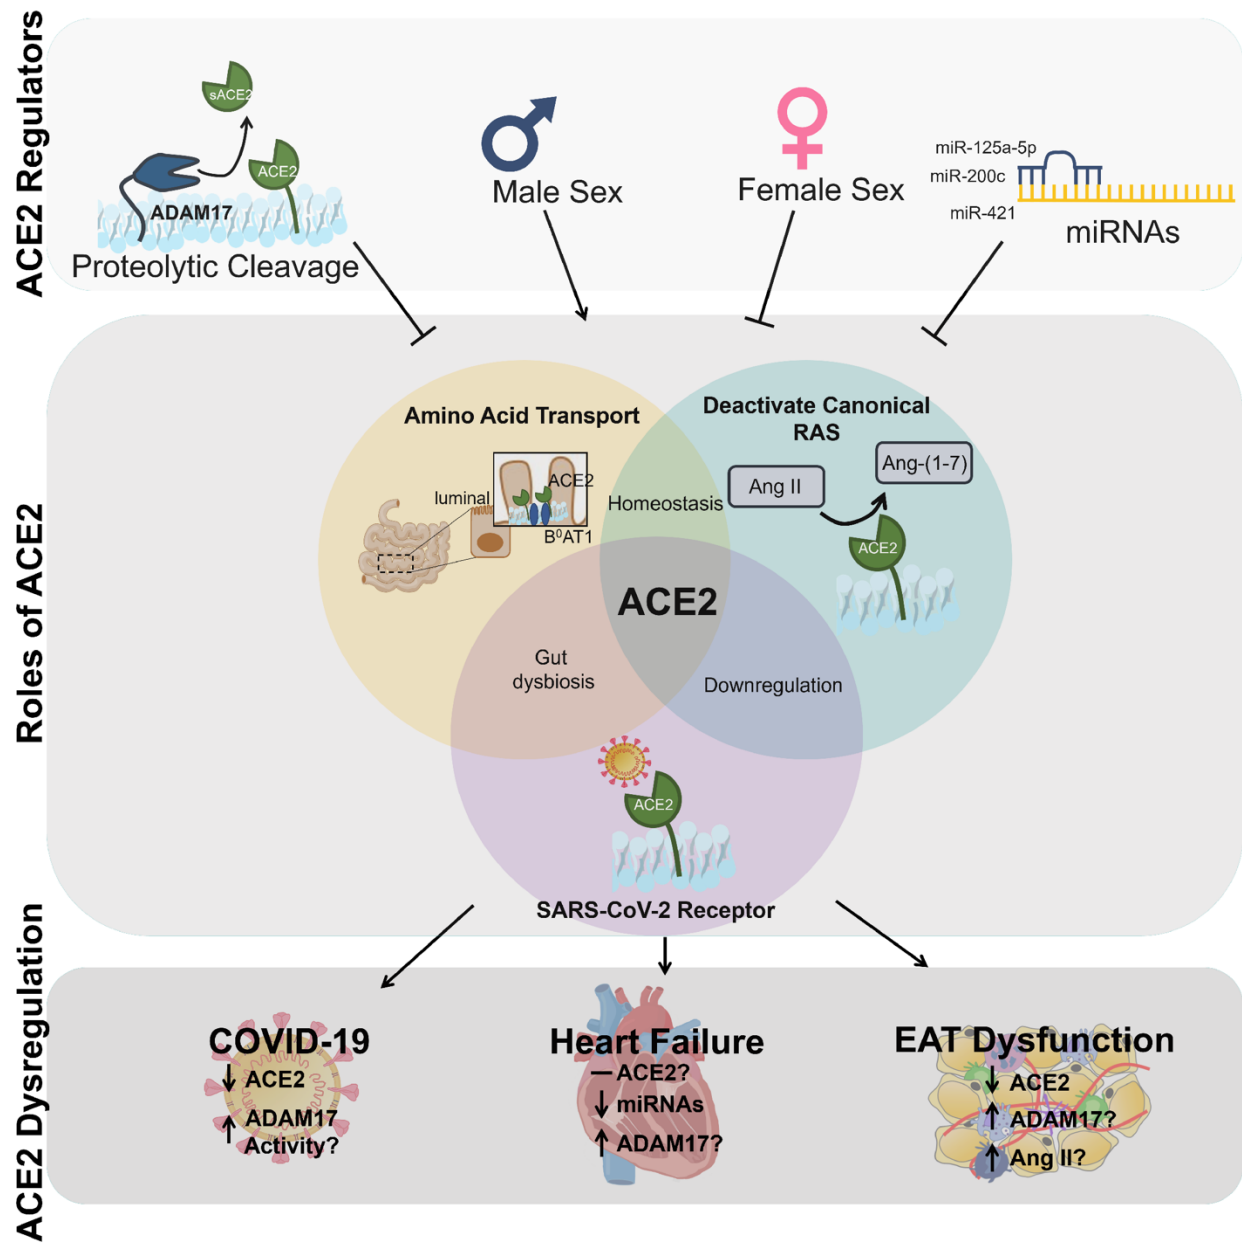 ACE2 Regulators
sACE2
ACE2
ADAM17
Proteolytic Cleavage
Male Sex
Female Sex
miR-125a-5p
miR-200c
miR-421
miRNAs
Roles of ACE2
Amino Acid Transport
luminal
ACE2
B⁰AT1
Homeostasis
Deactivate Canonical
RAS
Ang II
Ang-(1-7)
ACE2
ACE2
Gut
dysbiosis
Downregulation
ACE2
SARS-CoV-2 Receptor
ACE2 Dysregulation
COVID-19
↓ ACE2
↑ ADAM17
Activity?
Heart Failure
— ACE2?
↓ miRNAs
↑ ADAM17?
EAT Dysfunction
↓ ACE2
↑ ADAM17?
↑ Ang II?